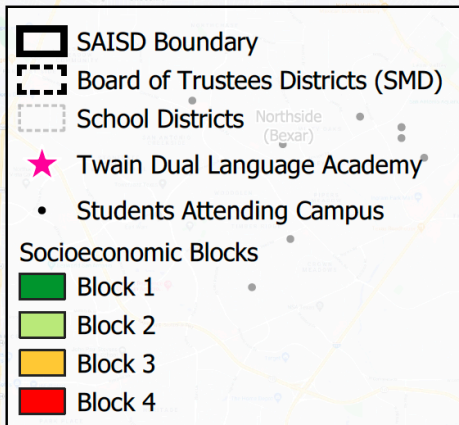 SAISD Boundary
Board of Trustees Districts (SMD)
School Districts
Northside
(Bexar)
Twain Dual Language Academy
Students Attending Campus
Socioeconomic Blocks
Block 1
Block 2
Block 3
Block 4